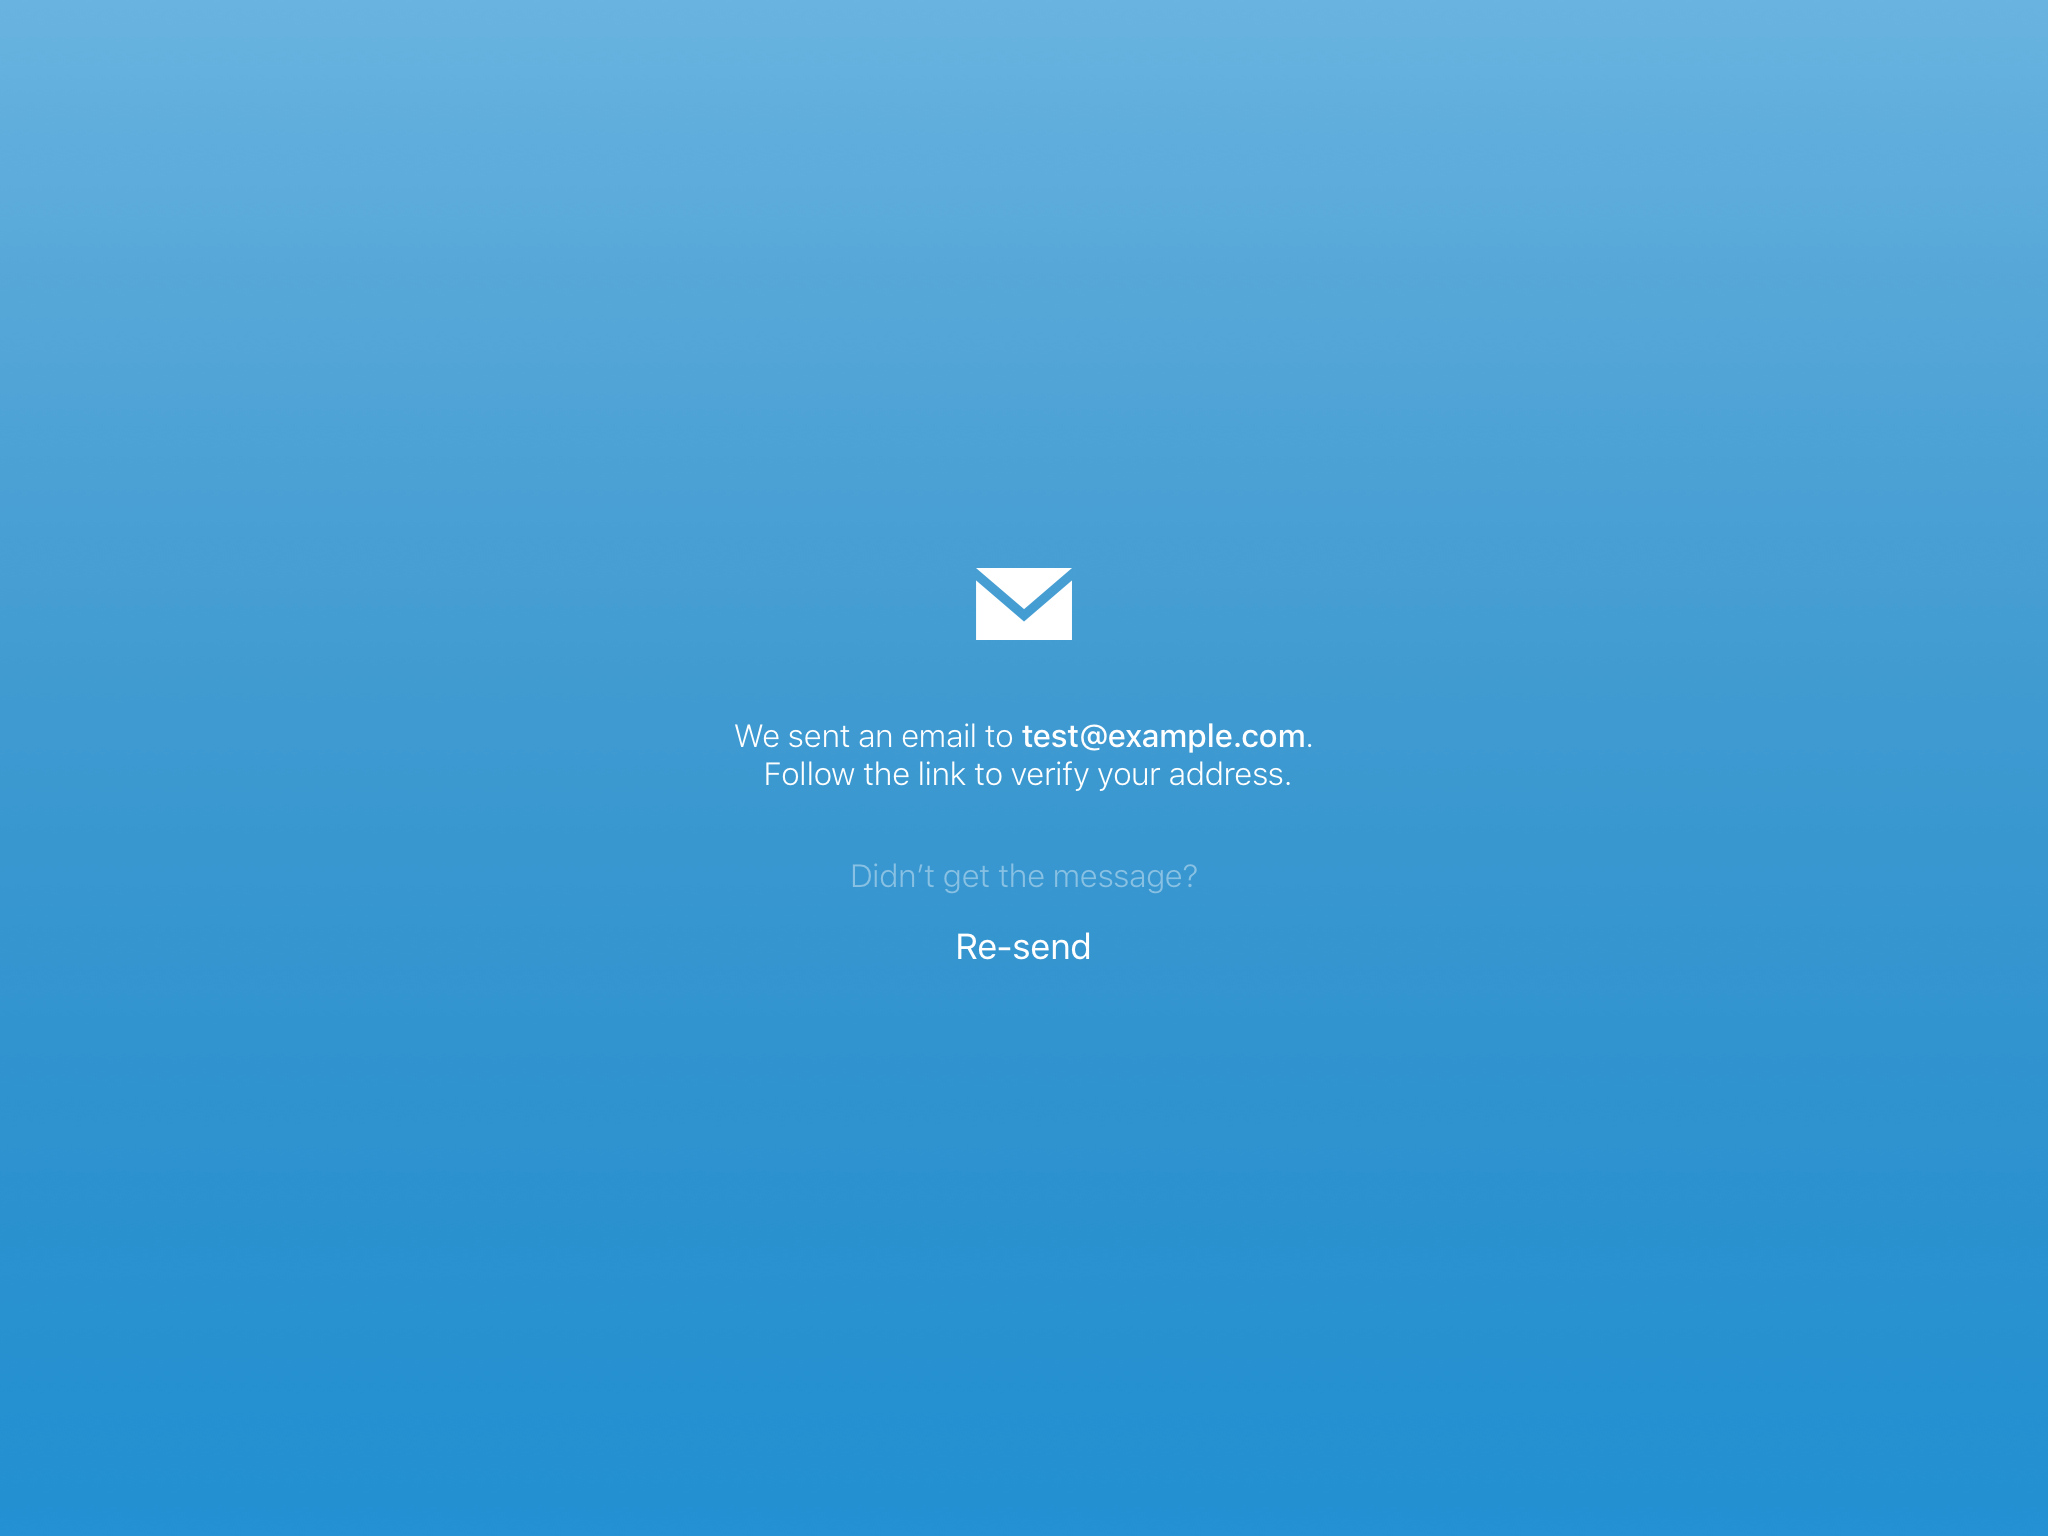 We sent an email to test@example.com.
Follow the link to verify your address.
Didn’t get the message?
Re-send